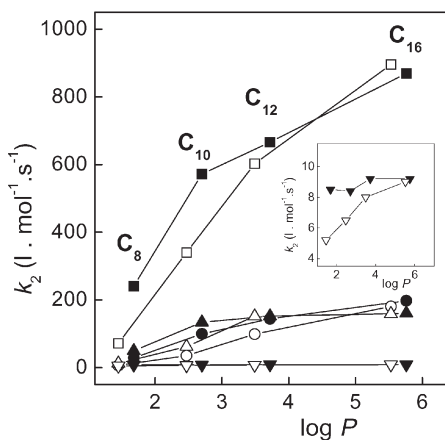 1000
800
600
400
200
0
k₂ (l . mol⁻¹.s⁻¹)
C₈
C₁₀
C₁₂
C₁₆
10
8
6
4
k₂ (l . mol⁻¹.s⁻¹)
2 4 6
log P
2 3 4 5 6
log P